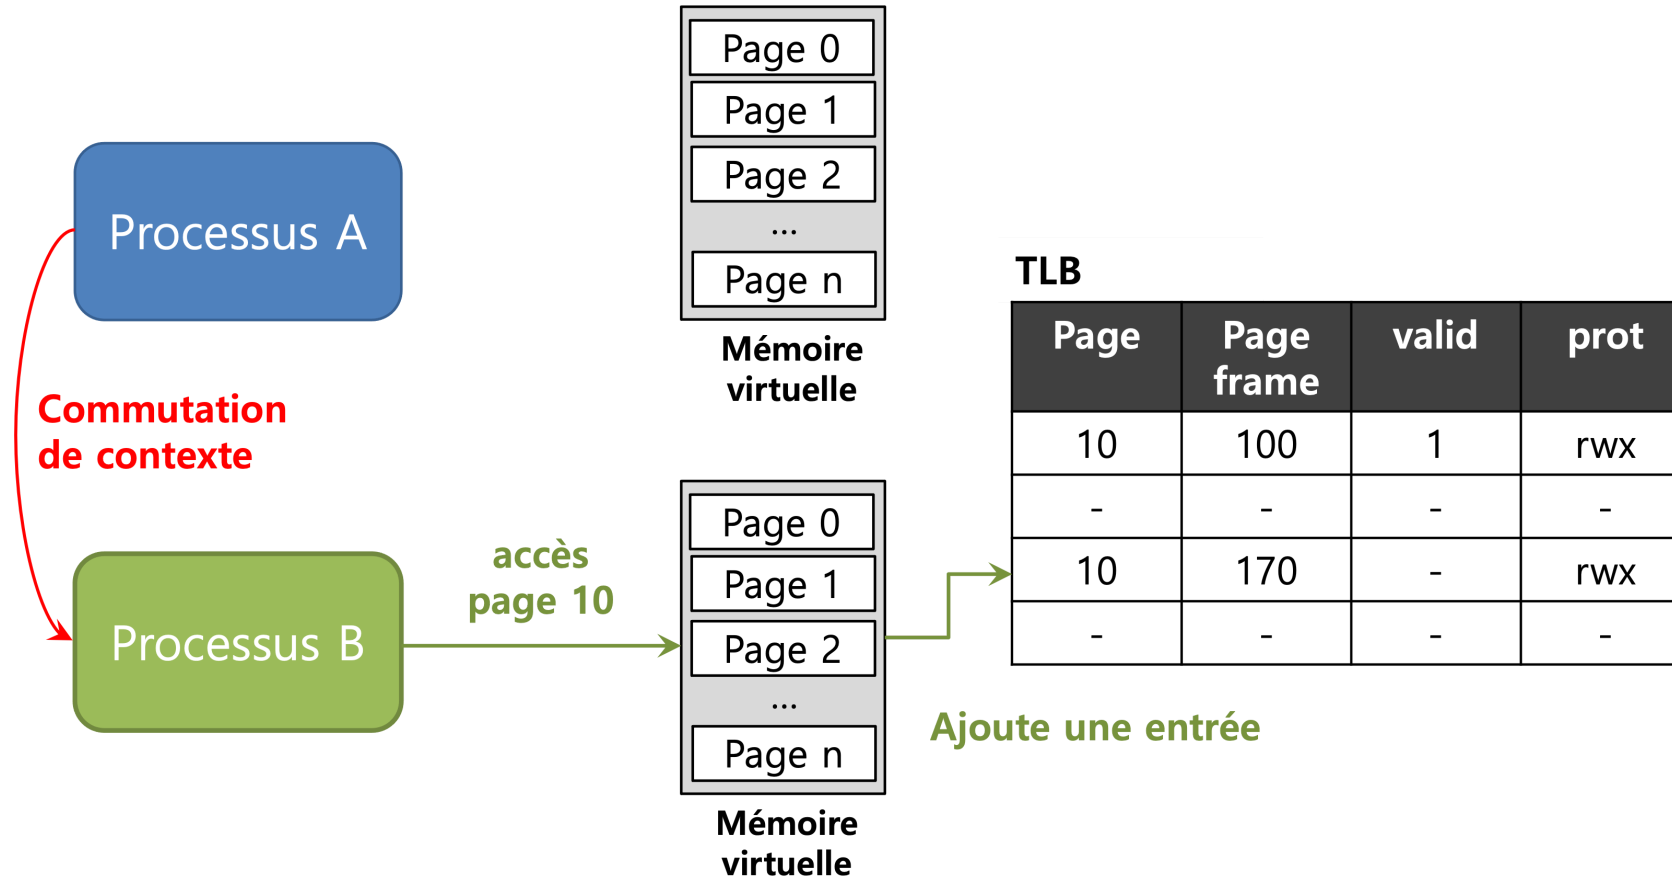 Page 0
Page 1
Page 2
...
Page n
Mémoire
virtuelle
Processus A
Commutation
de contexte
Processus B
accès
page 10
Page 0
Page 1
Page 2
...
Page n
Mémoire
virtuelle
TLB
Page Page frame valid prot
10 100 1 rwx
- - - -
10 170 - rwx
- - - -
Ajoute une entrée